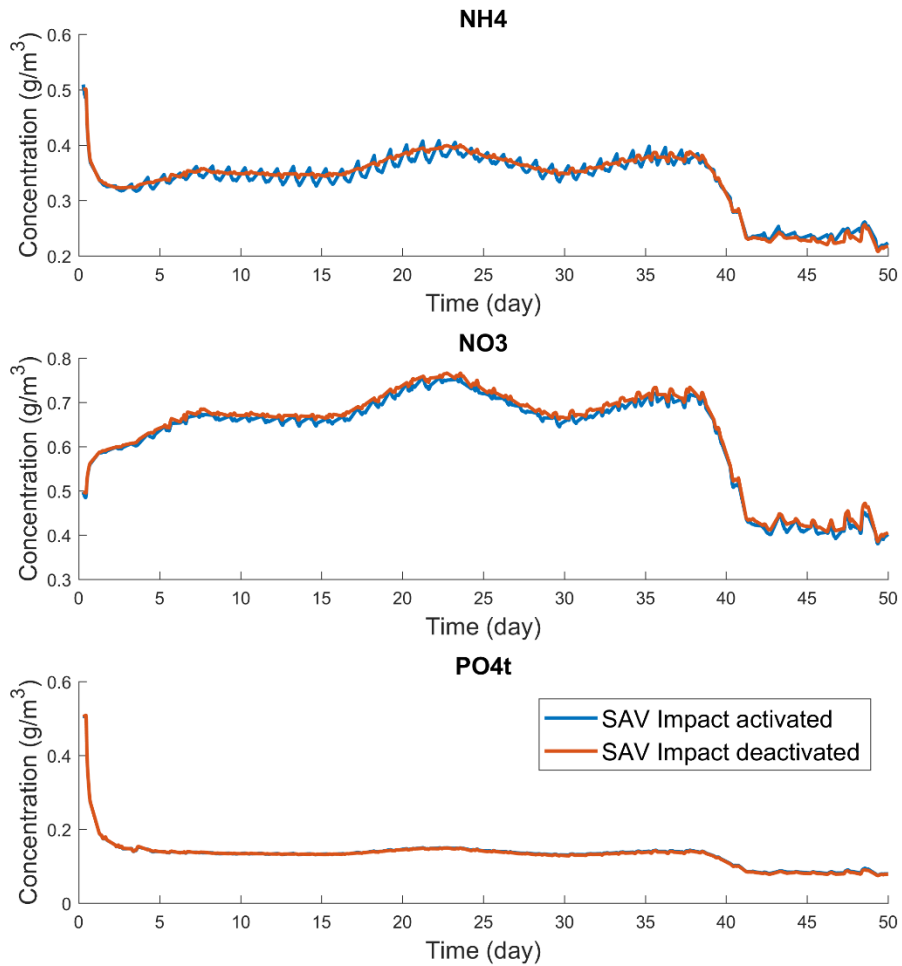 NH4
0.6
0.5
0.4
0.3
0.2
Concentration (g/m³)
0 5 10 15 20 25 30 35 40 45 50
Time (day)
NO3
0.8
0.7
0.6
0.5
0.4
0.3
Concentration (g/m³)
0 5 10 15 20 25 30 35 40 45 50
Time (day)
PO4t
0.6
0.4
0.2
0
Concentration (g/m³)
SAV Impact activated
SAV Impact deactivated
0 5 10 15 20 25 30 35 40 45 50
Time (day)